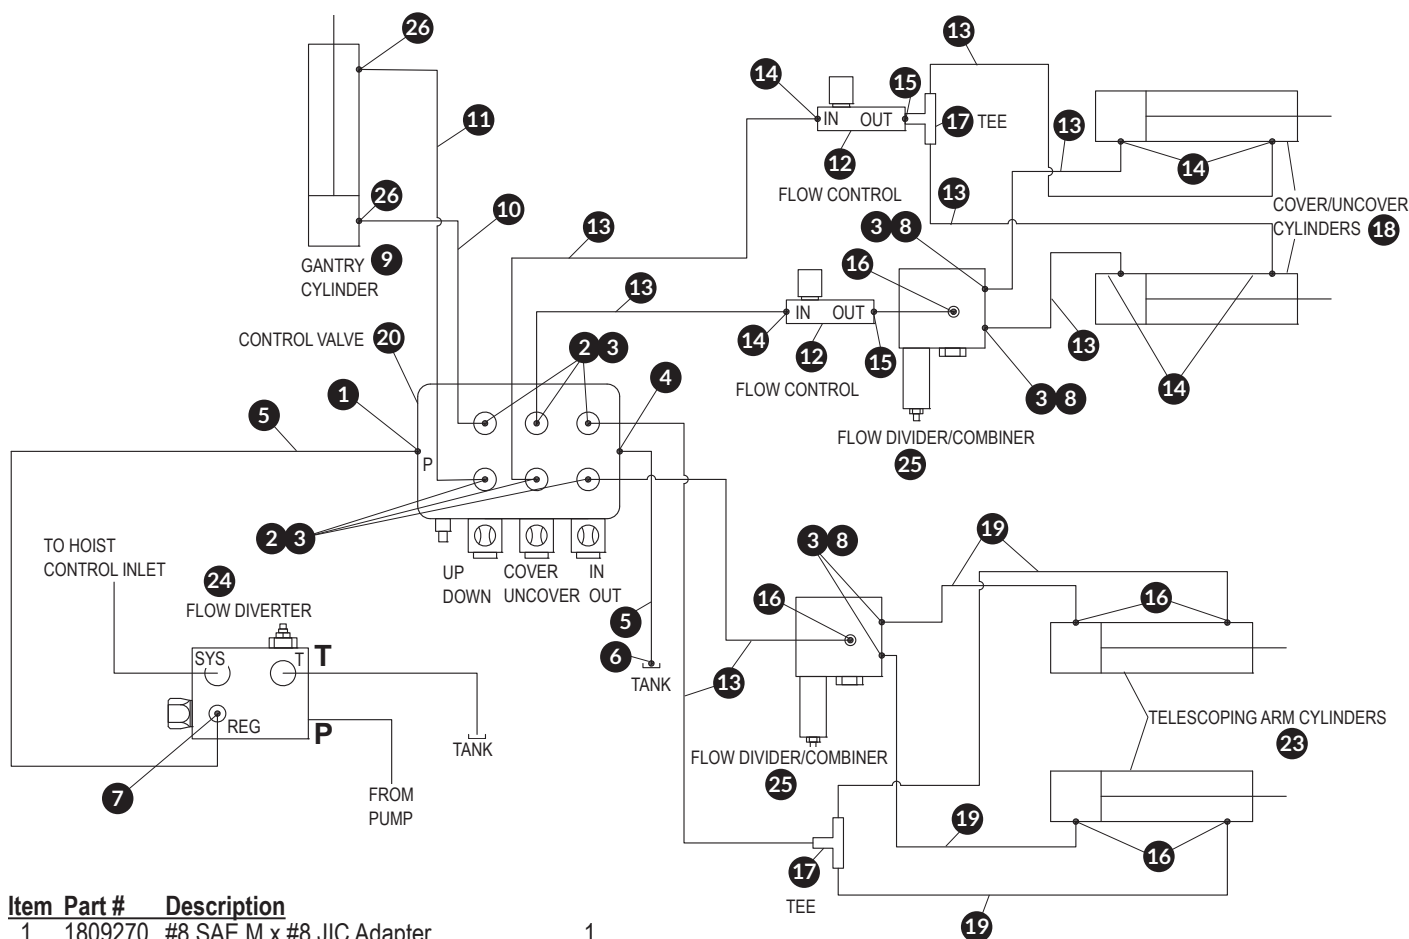 26
13
14
15
IN OUT
17 TEE
11
13
12
14
FLOW CONTROL
26
10
13
COVER/UNCOVER
CYLINDERS 18
13
3 8
GANTRY 9
CYLINDER
16
13
IN OUT
CONTROL VALVE 20
14
12
15
13
2 3
4
FLOW CONTROL
14
1
3 8
5
FLOW DIVIDER/COMBINER
25
P
2 3
TO HOIST
CONTROL INLET
UP
DOWN
COVER
UNCOVER
IN
OUT
3 8
19
24
FLOW DIVERTER
16
16
5
6
TANK
13
SYS
T
T
REG
P
TANK
7
FROM
PUMP
FLOW DIVIDER/COMBINER
25
TELESCOPING ARM CYLINDERS
23
19
16
17
TEE
19
Item Part # Description
1 1809270 #8 SAE M x #8 JIC Adapter 1